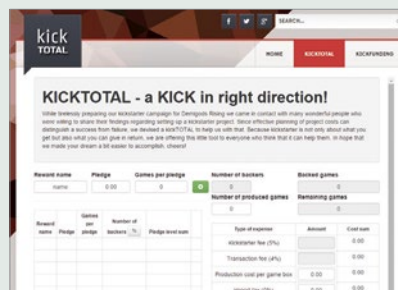 kick
TOTAL
SEARCH...
HOME KICKTOTAL KICKFUNDING
KICKTOTAL - a KICK in right direction!
While tirelessly preparing our kickstarter campaign for Demigods Rising we came in contact with many wonderful people who
were willing to share their findings regarding setting up a kickstarter project. Since effective planning of project costs can
distinguish a success from failure, we devised a kickTOTAL to help us with that. Because kickstarter is not only about what you
get but also what you can give in return, we are offering this little tool to everyone who think that it can help them. In hope that
we made your dream a bit easier to accomplish, cheers!
Reward name Pledge Games per pledge Number of backers Backed games
name 0.00 0 0 0
Number of produced games Remaining games
0 0
Reward name Pledge Games per pledge Number of backers % Pledge level sum
Type of expense Amount Cost sum
Kickstarter fee (5%) 0.00
Transaction fee (4%) 0.00
Production cost per game box 0.00 0.00
0.00 0.00